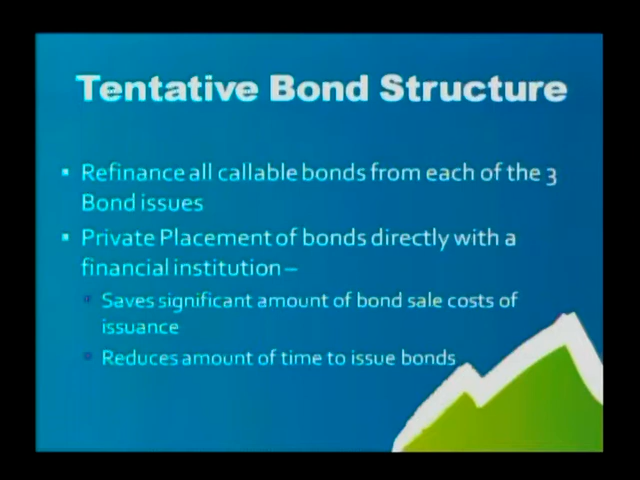 Tentative Bond Structure
▪ Refinance all callable bonds from each of the 3
Bond issues
▪ Private Placement of bonds directly with a
financial institution –
▫ Saves significant amount of bond sale costs of
issuance
▫ Reduces amount of time to issue bonds